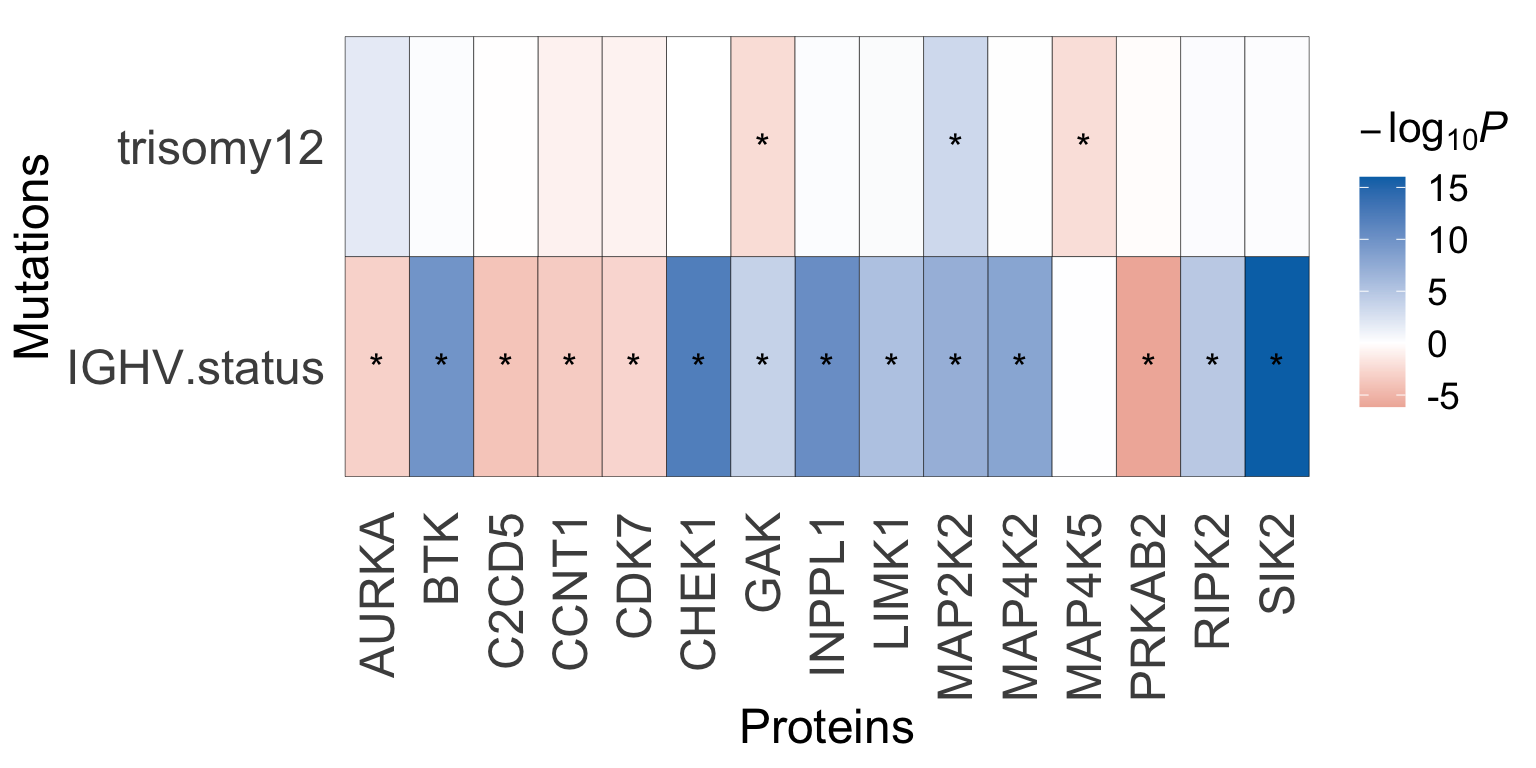 Mutations
trisomy12
IGHV.status
* * *
* * * * * * * * * * * * * *
AURKA
BTK
C2CD5
CCNT1
CDK7
CHEK1
GAK
INPPL1
LIMK1
MAP2K2
MAP4K2
MAP4K5
PRKAB2
RIPK2
SIK2
Proteins
−log₁₀P
15
10
5
0
-5